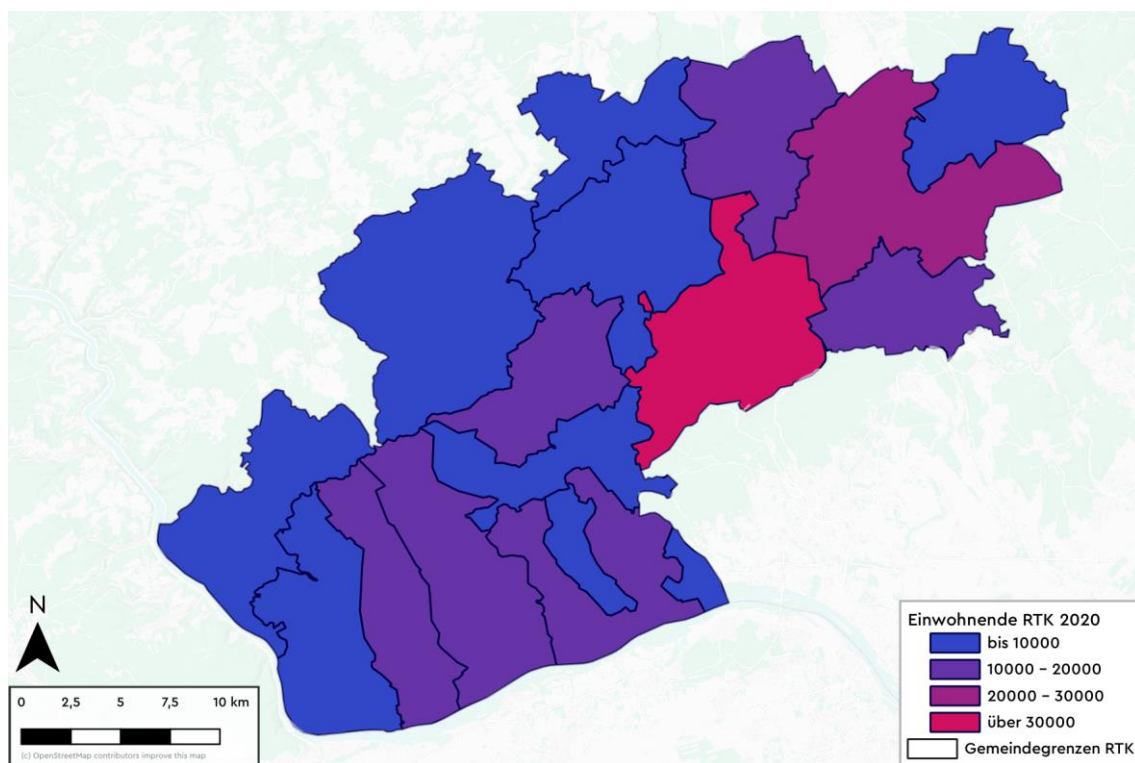 N
0 2,5 5 7,5 10 km
(c) OpenStreetMap contributors improve this map
Einwohnende RTK 2020
bis 10000
10000 – 20000
20000 – 30000
über 30000
Gemeindegrenzen RTK